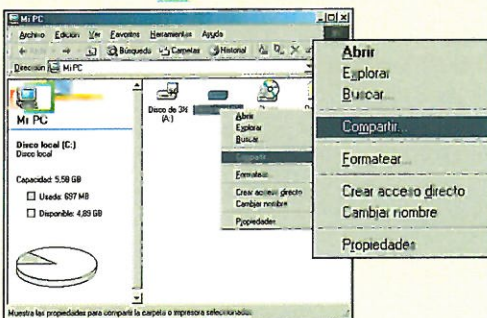 Mi PC
Archivo Edición Ver Favoritos Herramientas Ayuda
Búsqueda Carpetas Historial
Dirección Mi PC
Mi PC
Disco local (C:)
Disco local
Capacidad: 5,58 GB
Usado: 697 MB
Disponible: 4,89 GB
Disco de 3½ (A:)
Abrir
Explorar
Buscar...
Compartir...
Formatear...
Crear acceso directo
Cambiar nombre
Propiedades
Abrir
Explorar
Buscar...
Compartir...
Formatear...
Crear acceso directo
Cambiar nombre
Propiedades
Muestra las propiedades para compartir la carpeta o impresora seleccionadas.